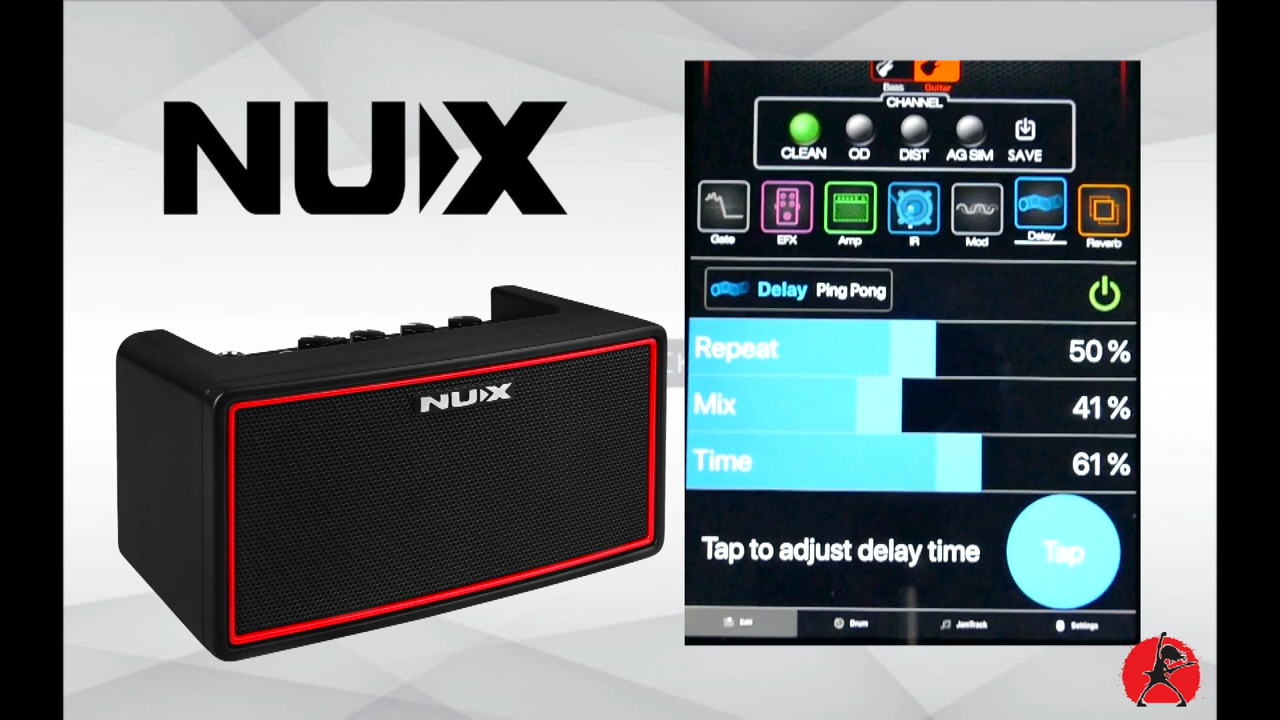 NUX
NUX
Bass Guitar
CHANNEL
CLEAN OD DIST AG SIM SAVE
Gate EFX Amp IR Mod Delay Reverb
Delay Ping Pong
Repeat 50 %
Mix 41 %
Time 61 %
Tap to adjust delay time Tap
Edit Drum JamTrack Settings